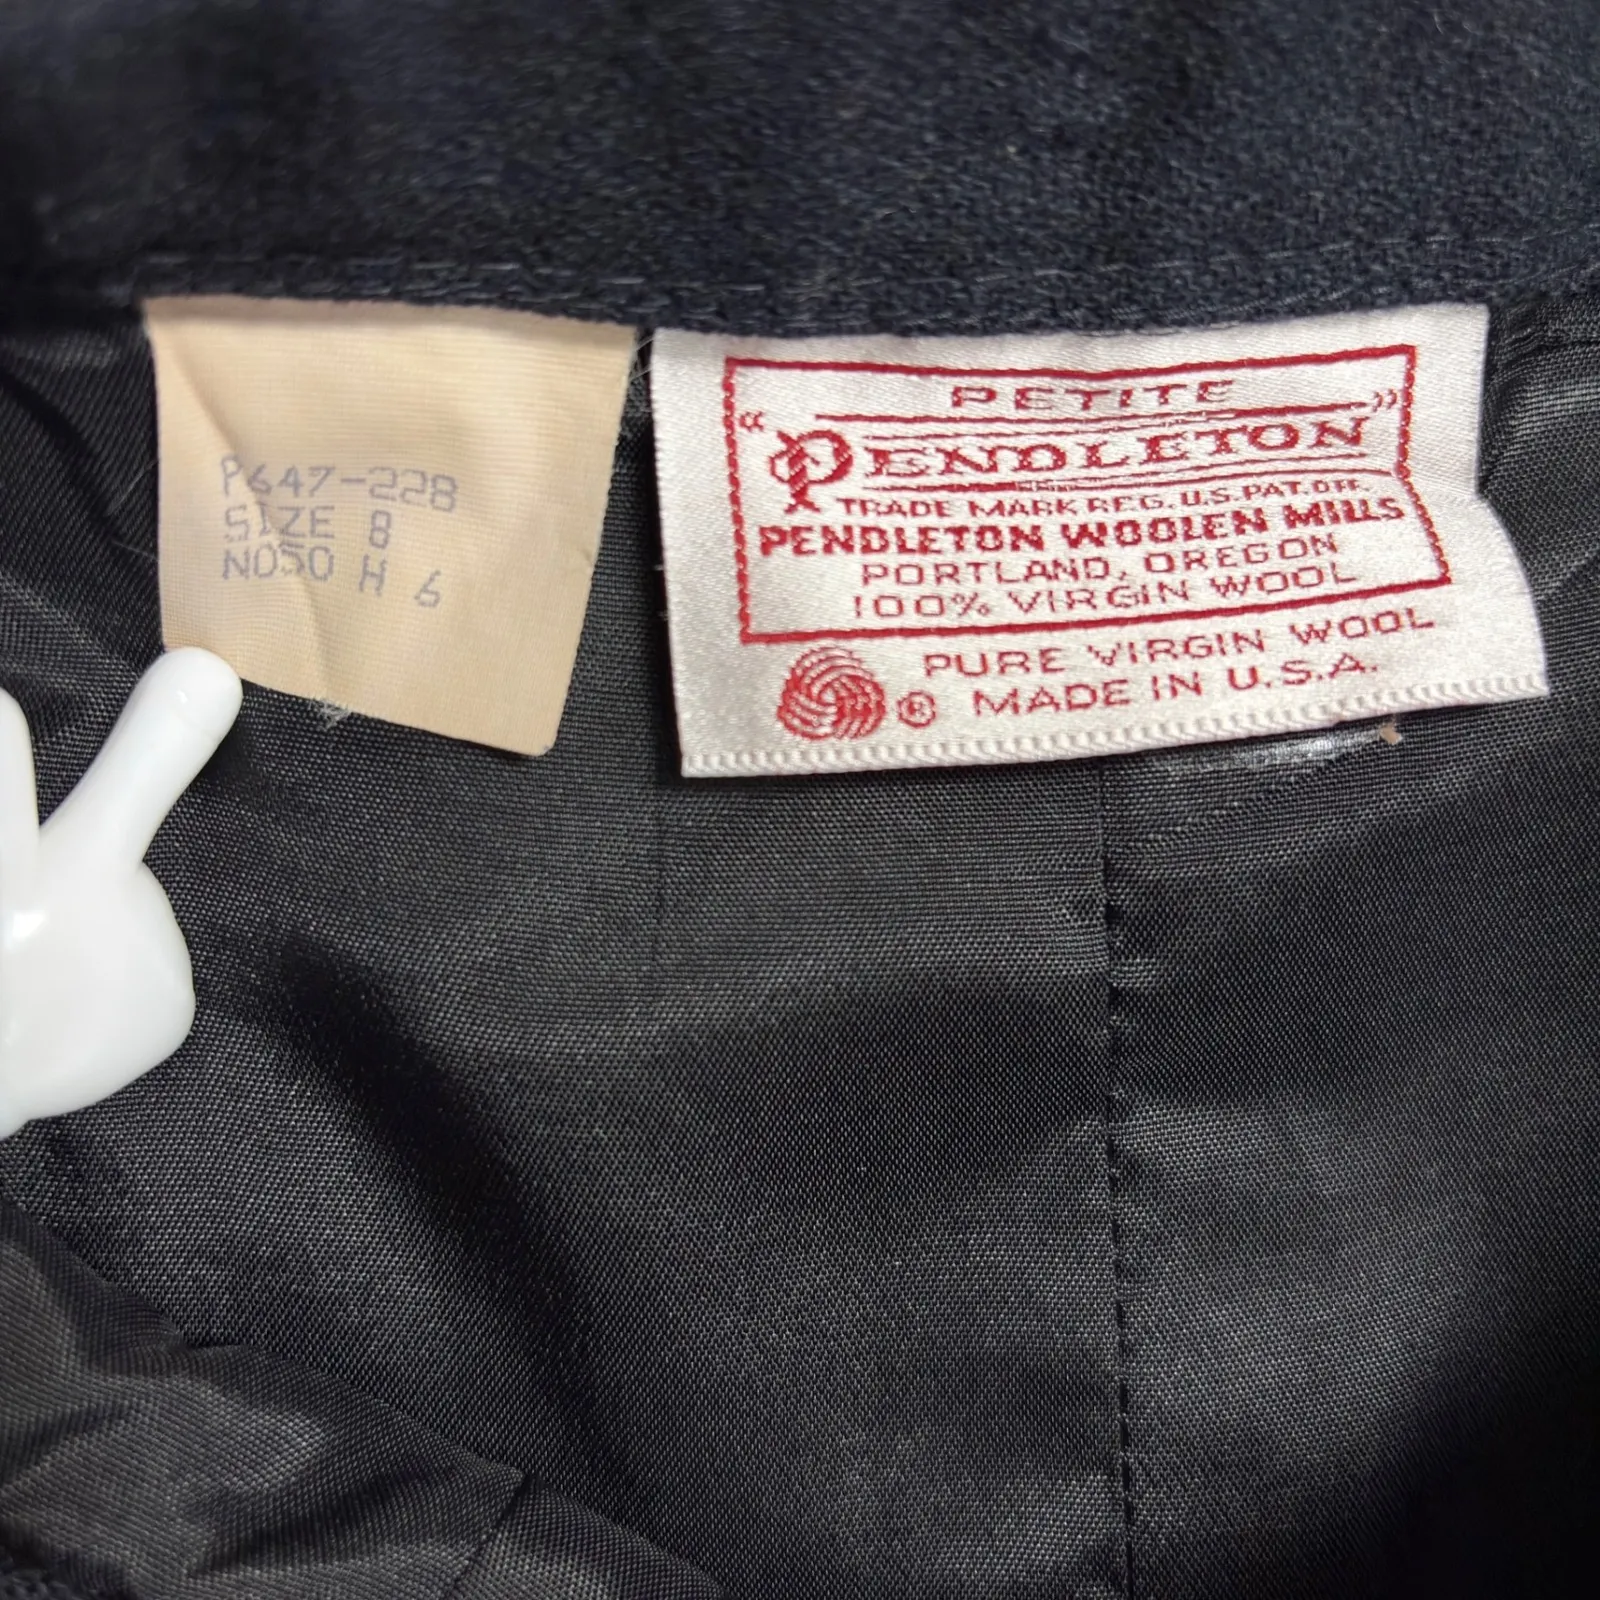 P647-228
SIZE 8
N050 H 6
PETITE
"PENDLETON"
TRADE MARK REG. U.S. PAT. OFF.
PENDLETON WOOLEN MILLS
PORTLAND, OREGON
100% VIRGIN WOOL
PURE VIRGIN WOOL
® MADE IN U.S.A.